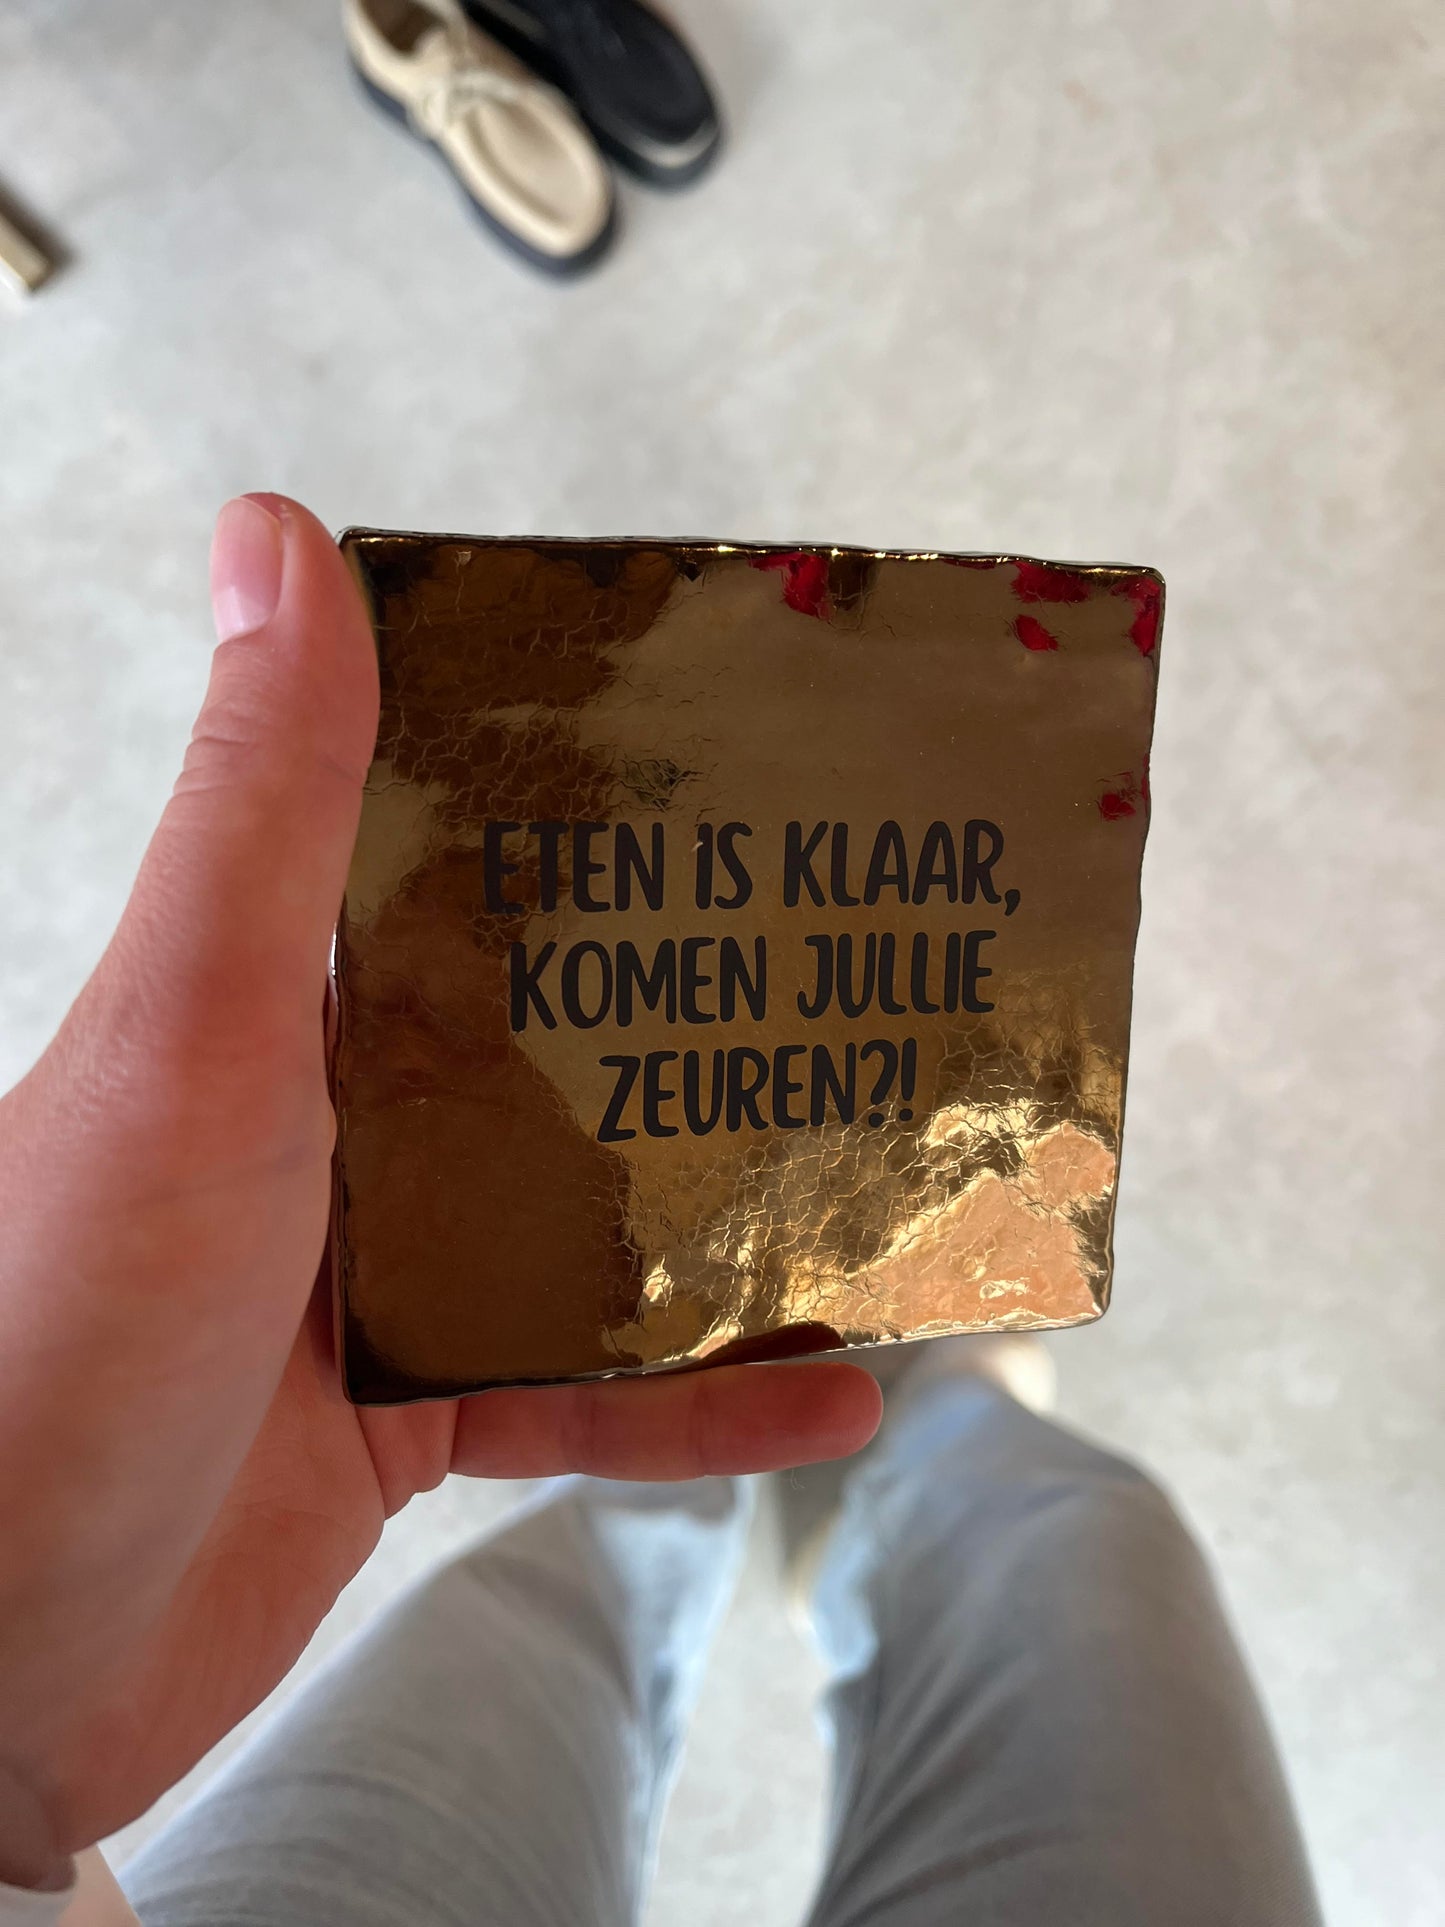 ETEN IS KLAAR,
KOMEN JULLIE
ZEUREN?!